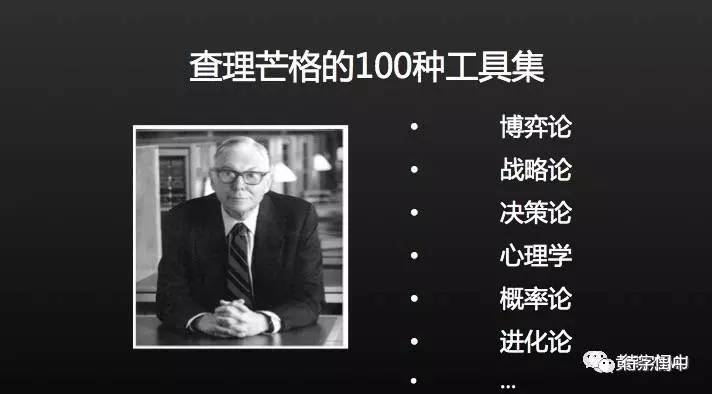 查理芒格的100种工具集
• 博弈论
• 战略论
• 决策论
• 心理学
• 概率论
• 进化论
• ...